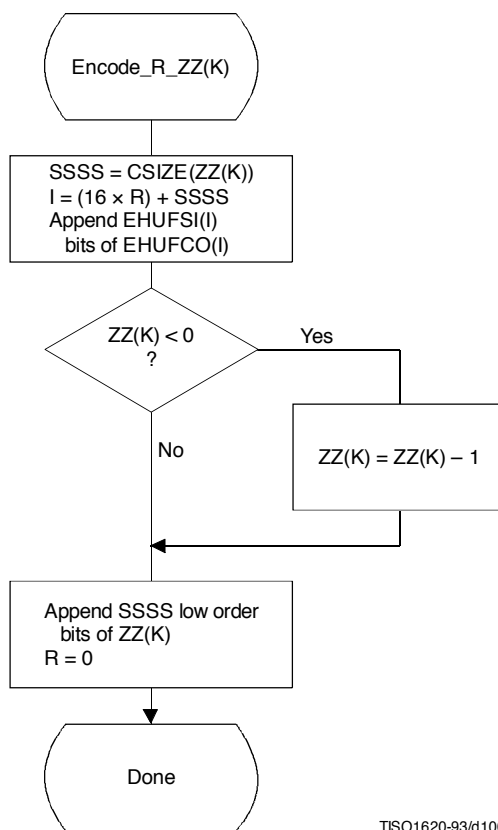 Encode_R_ZZ(K)
SSSS = CSIZE(ZZ(K))
I = (16 × R) + SSSS
Append EHUFSI(I)
bits of EHUFCO(I)
ZZ(K) < 0
?
Yes
No
ZZ(K) = ZZ(K) – 1
Append SSSS low order
bits of ZZ(K)
R = 0
Done